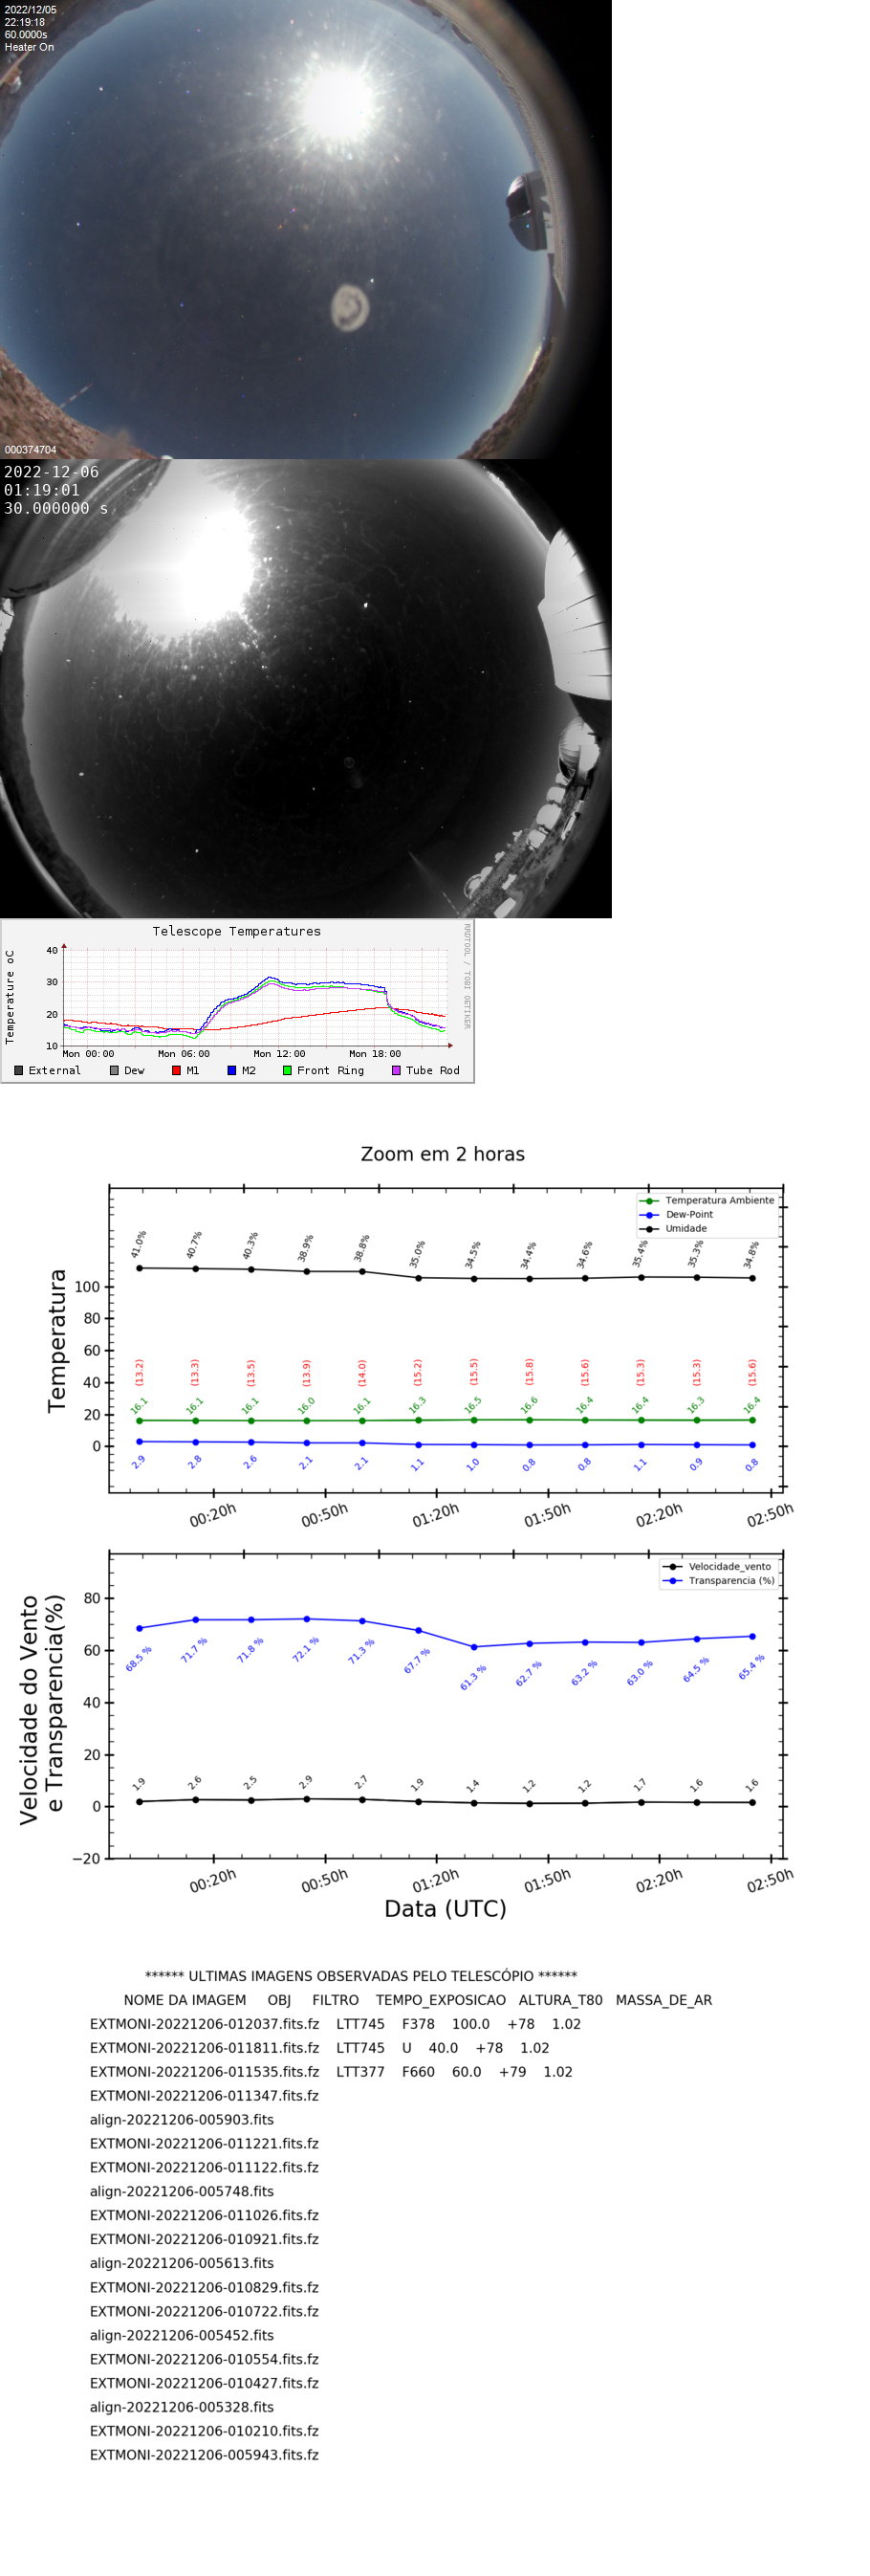 2022/12/05
22:19:18
60.0000s
Heater On
000374704
2022-12-06
01:19:01
30.000000 s
Telescope Temperatures
RRDTOOL / TOBI OETIKER
Temperature oC
40
30
20
10
Mon 00:00 Mon 06:00 Mon 12:00 Mon 18:00
External Dew M1 M2 Front Ring Tube Rod
Zoom em 2 horas
Temperatura Ambiente
Dew-Point
Umidade
Temperatura
100
80
60
40
20
0
41.0% 40.7% 40.3% 38.9% 38.8% 35.0% 34.5% 34.4% 34.6% 35.4% 35.3% 34.8%
(13.2) (13.3) (13.5) (13.9) (14.0) (15.2) (15.5) (15.8) (15.6) (15.3) (15.3) (15.6)
16.1 16.1 16.1 16.0 16.1 16.3 16.5 16.6 16.4 16.4 16.3 16.4
2.9 2.8 2.6 2.1 2.1 1.1 1.0 0.8 0.8 1.1 0.9 0.8
00:20h 00:50h 01:20h 01:50h 02:20h 02:50h
Velocidade_vento
Transparencia (%)
Velocidade do Vento
e Transparencia(%)
80
60
40
20
0
−20
68.5 % 71.7 % 71.8 % 72.1 % 71.3 % 67.7 % 61.3 % 62.7 % 63.2 % 63.0 % 64.5 % 65.4 %
1.9 2.6 2.5 2.9 2.7 1.9 1.4 1.2 1.2 1.7 1.6 1.6
00:20h 00:50h 01:20h 01:50h 02:20h 02:50h
Data (UTC)
****** ULTIMAS IMAGENS OBSERVADAS PELO TELESCÓPIO ******
NOME DA IMAGEM OBJ FILTRO TEMPO_EXPOSICAO ALTURA_T80 MASSA_DE_AR
EXTMONI-20221206-012037.fits.fz LTT745 F378 100.0 +78 1.02
EXTMONI-20221206-011811.fits.fz LTT745 U 40.0 +78 1.02
EXTMONI-20221206-011535.fits.fz LTT377 F660 60.0 +79 1.02
EXTMONI-20221206-011347.fits.fz
align-20221206-005903.fits
EXTMONI-20221206-011221.fits.fz
EXTMONI-20221206-011122.fits.fz
align-20221206-005748.fits
EXTMONI-20221206-011026.fits.fz
EXTMONI-20221206-010921.fits.fz
align-20221206-005613.fits
EXTMONI-20221206-010829.fits.fz
EXTMONI-20221206-010722.fits.fz
align-20221206-005452.fits
EXTMONI-20221206-010554.fits.fz
EXTMONI-20221206-010427.fits.fz
align-20221206-005328.fits
EXTMONI-20221206-010210.fits.fz
EXTMONI-20221206-005943.fits.fz